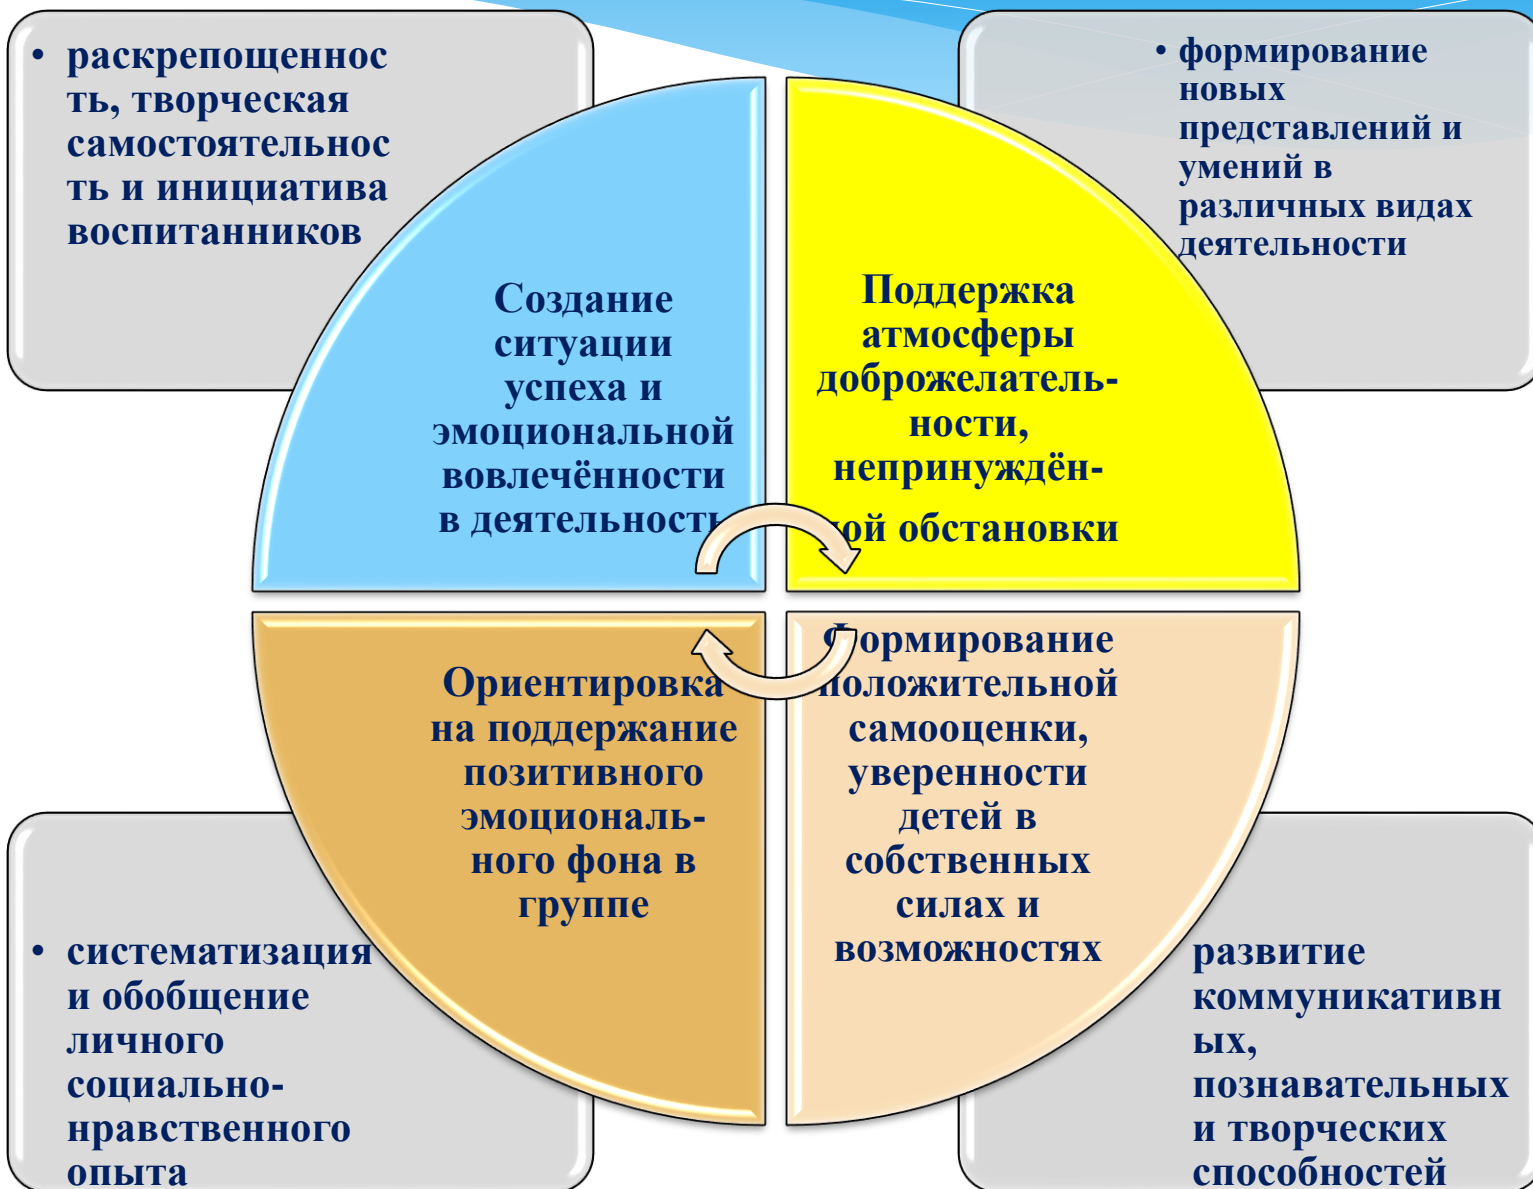 • раскрепощеннос
ть, творческая
самостоятельнос
ть и инициатива
воспитанников
• формирование
новых
представлений и
умений в
различных видах
деятельности
Создание
ситуации
успеха и
эмоциональной
вовлечённости
в деятельность
Поддержка
атмосферы
доброжелатель-
ности,
непринуждён-
ной обстановки
Ориентировка
на поддержание
позитивного
эмоциональ-
ного фона в
группе
Формирование
положительной
самооценки,
уверенности
детей в
собственных
силах и
возможностях
• систематизация
и обобщение
личного
социально-
нравственного
опыта
развитие
коммуникативн
ых,
познавательных
и творческих
способностей